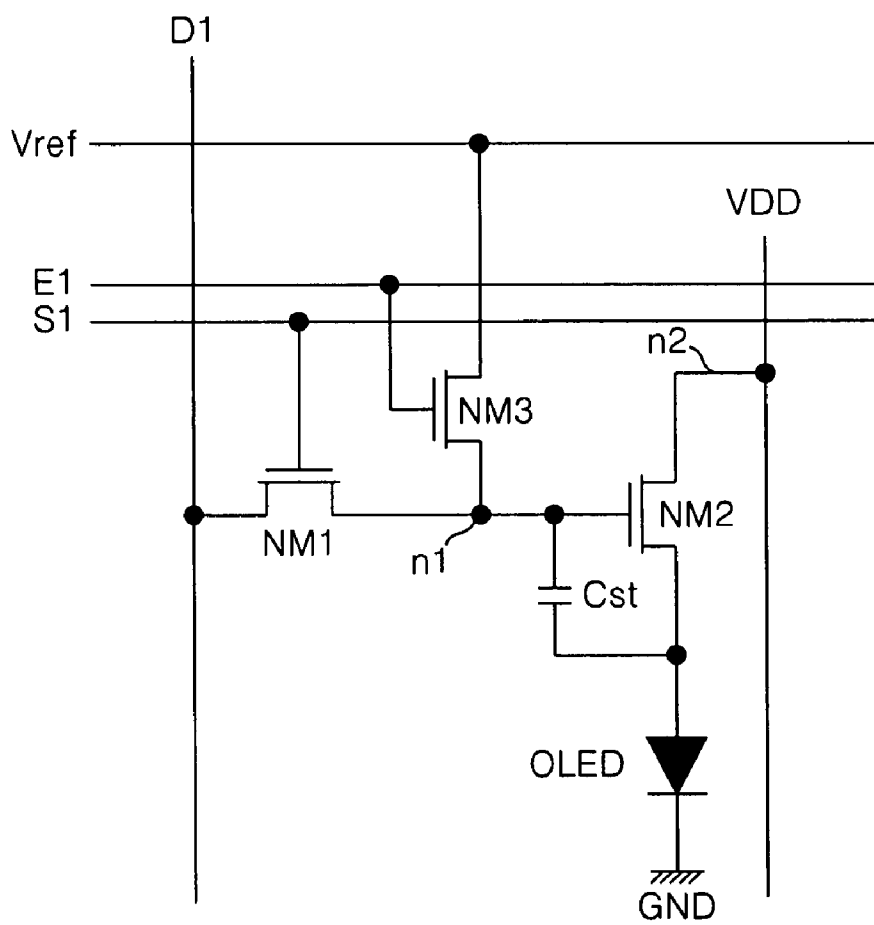 D1
Vref
VDD
E1
S1
n2
NM3
NM2
NM1
n1
Cst
OLED
GND